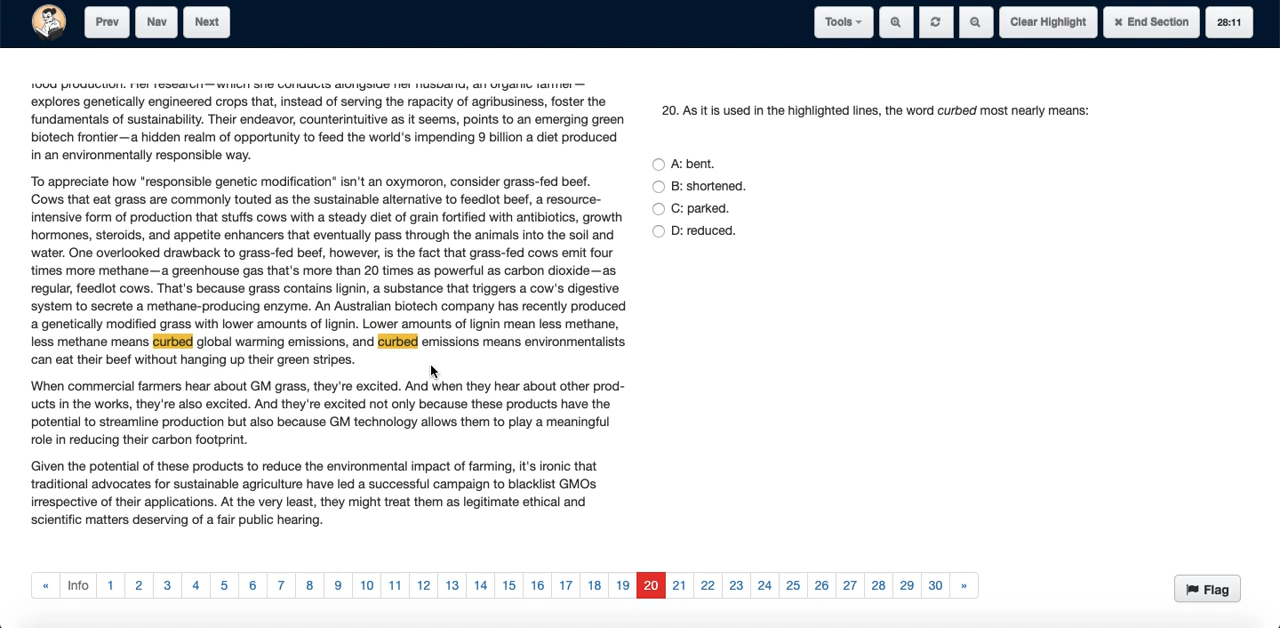 Prev Nav Next Tools Clear Highlight ✖ End Section 28:11
food production. Her research—which she conducts alongside her husband, an organic farmer—
explores genetically engineered crops that, instead of serving the rapacity of agribusiness, foster the
fundamentals of sustainability. Their endeavor, counterintuitive as it seems, points to an emerging green
biotech frontier—a hidden realm of opportunity to feed the world's impending 9 billion a diet produced
in an environmentally responsible way.
To appreciate how "responsible genetic modification" isn't an oxymoron, consider grass-fed beef.
Cows that eat grass are commonly touted as the sustainable alternative to feedlot beef, a resource-
intensive form of production that stuffs cows with a steady diet of grain fortified with antibiotics, growth
hormones, steroids, and appetite enhancers that eventually pass through the animals into the soil and
water. One overlooked drawback to grass-fed beef, however, is the fact that grass-fed cows emit four
times more methane—a greenhouse gas that's more than 20 times as powerful as carbon dioxide—as
regular, feedlot cows. That's because grass contains lignin, a substance that triggers a cow's digestive
system to secrete a methane-producing enzyme. An Australian biotech company has recently produced
a genetically modified grass with lower amounts of lignin. Lower amounts of lignin mean less methane,
less methane means curbed global warming emissions, and curbed emissions means environmentalists
can eat their beef without hanging up their green stripes.
When commercial farmers hear about GM grass, they're excited. And when they hear about other prod-
ucts in the works, they're also excited. And they're excited not only because these products have the
potential to streamline production but also because GM technology allows them to play a meaningful
role in reducing their carbon footprint.
Given the potential of these products to reduce the environmental impact of farming, it's ironic that
traditional advocates for sustainable agriculture have led a successful campaign to blacklist GMOs
irrespective of their applications. At the very least, they might treat them as legitimate ethical and
scientific matters deserving of a fair public hearing.
20. As it is used in the highlighted lines, the word curbed most nearly means:
A: bent.
B: shortened.
C: parked.
D: reduced.
« Info 1 2 3 4 5 6 7 8 9 10 11 12 13 14 15 16 17 18 19 20 21 22 23 24 25 26 27 28 29 30 »
Flag